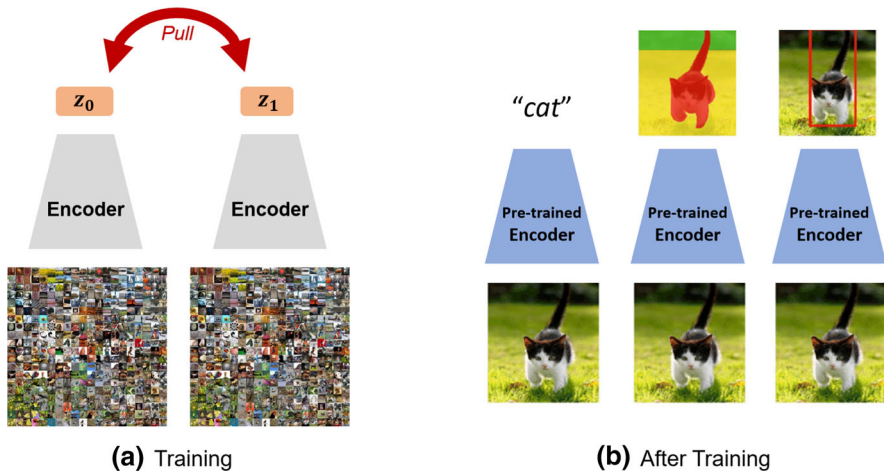 Pull
z0
z1
Encoder
Encoder
(a) Training
"cat"
Pre-trained
Encoder
Pre-trained
Encoder
Pre-trained
Encoder
(b) After Training